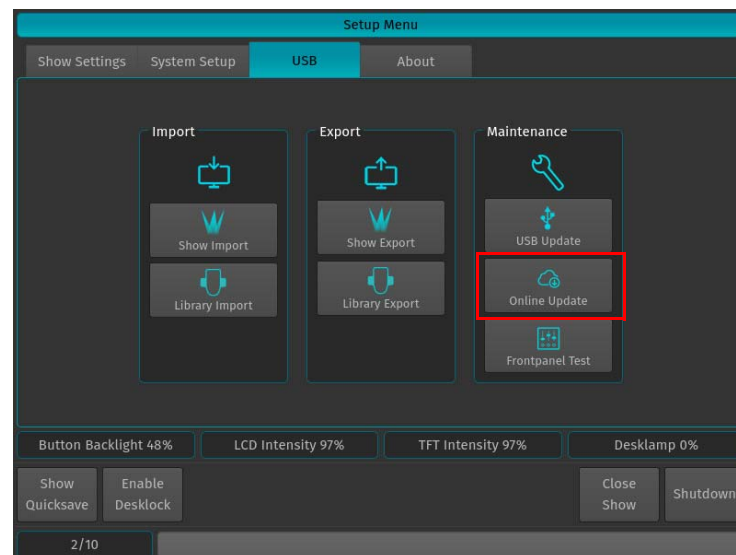 Setup Menu
Show Settings
System Setup
USB
About
Import
Export
Maintenance
Show Import
Show Export
USB Update
Library Import
Library Export
Online Update
Frontpanel Test
Button Backlight 48%
LCD Intensity 97%
TFT Intensity 97%
Desklamp 0%
Show
Quicksave
Enable
Desklock
Close
Show
Shutdown
2/10